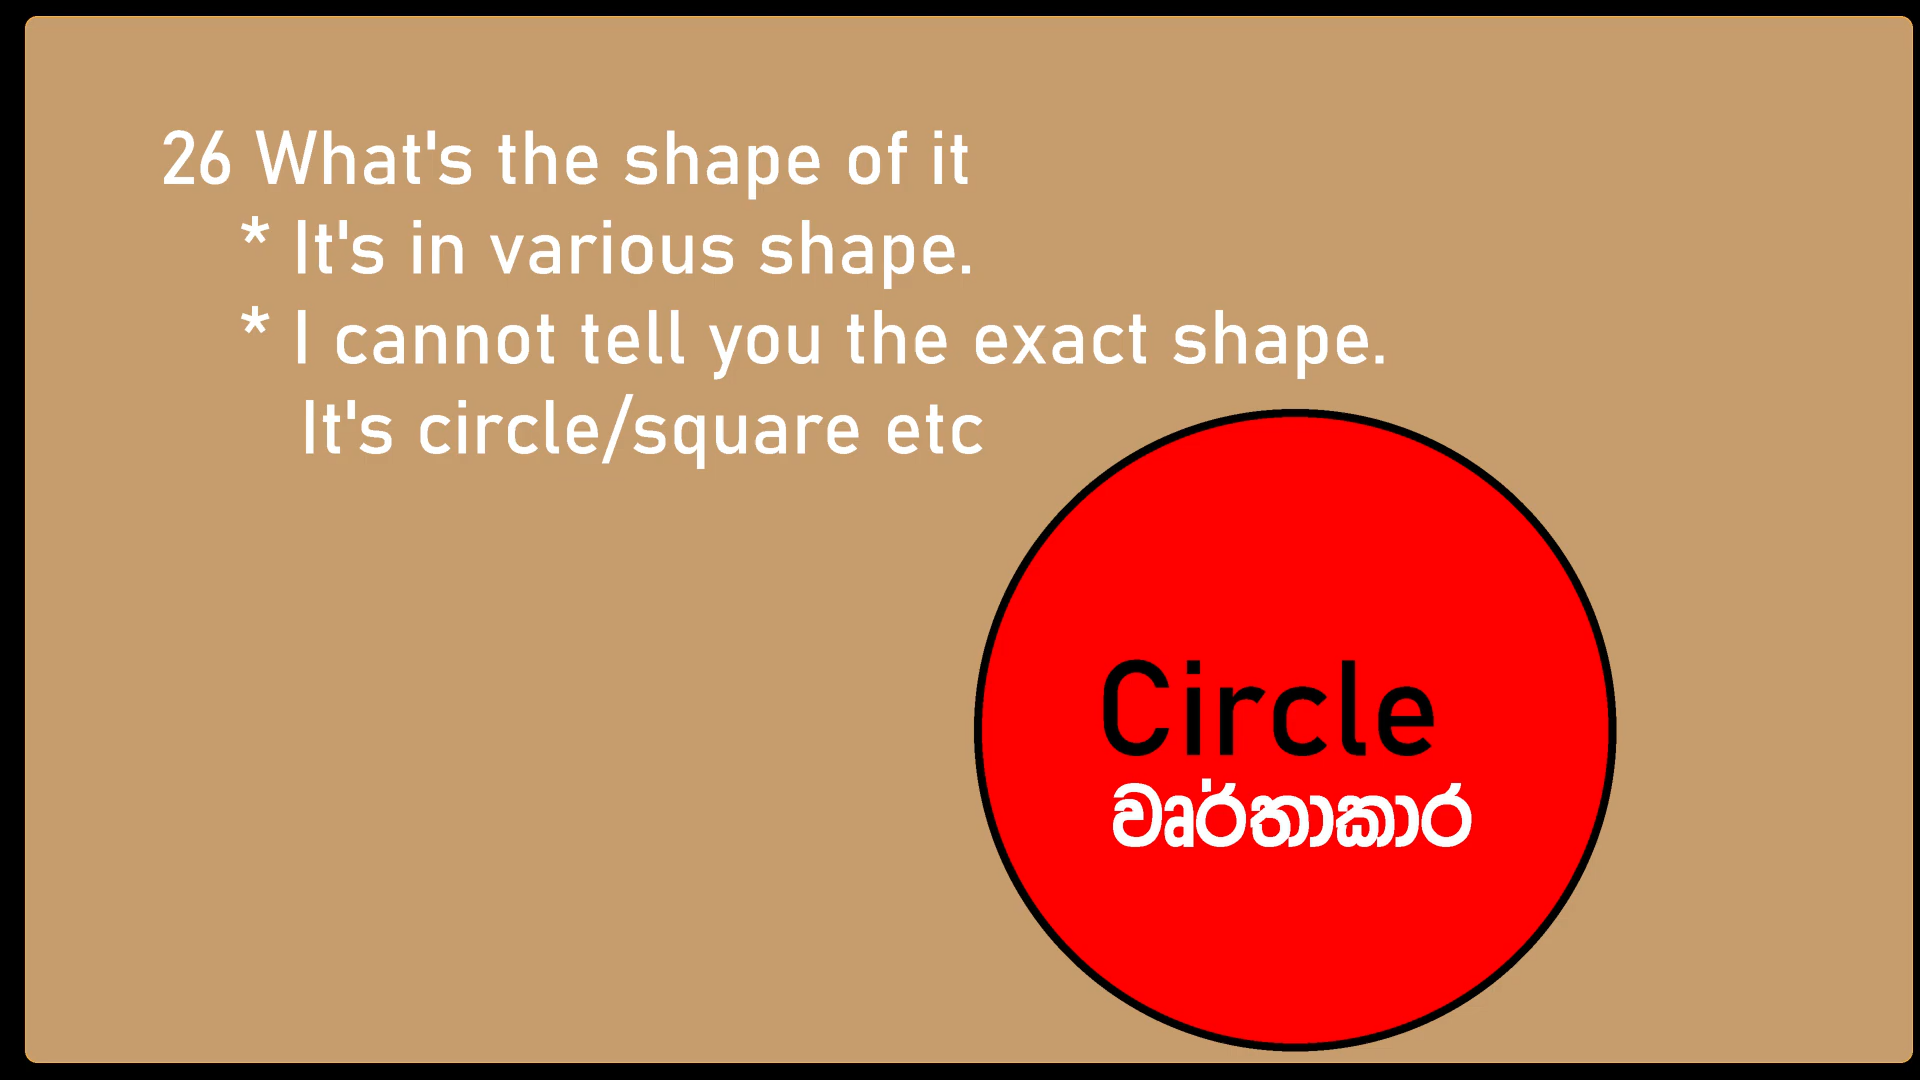 26 What's the shape of it
* It's in various shape.
* I cannot tell you the exact shape.
It's circle/square etc
Circle
වෘර්තාකාර